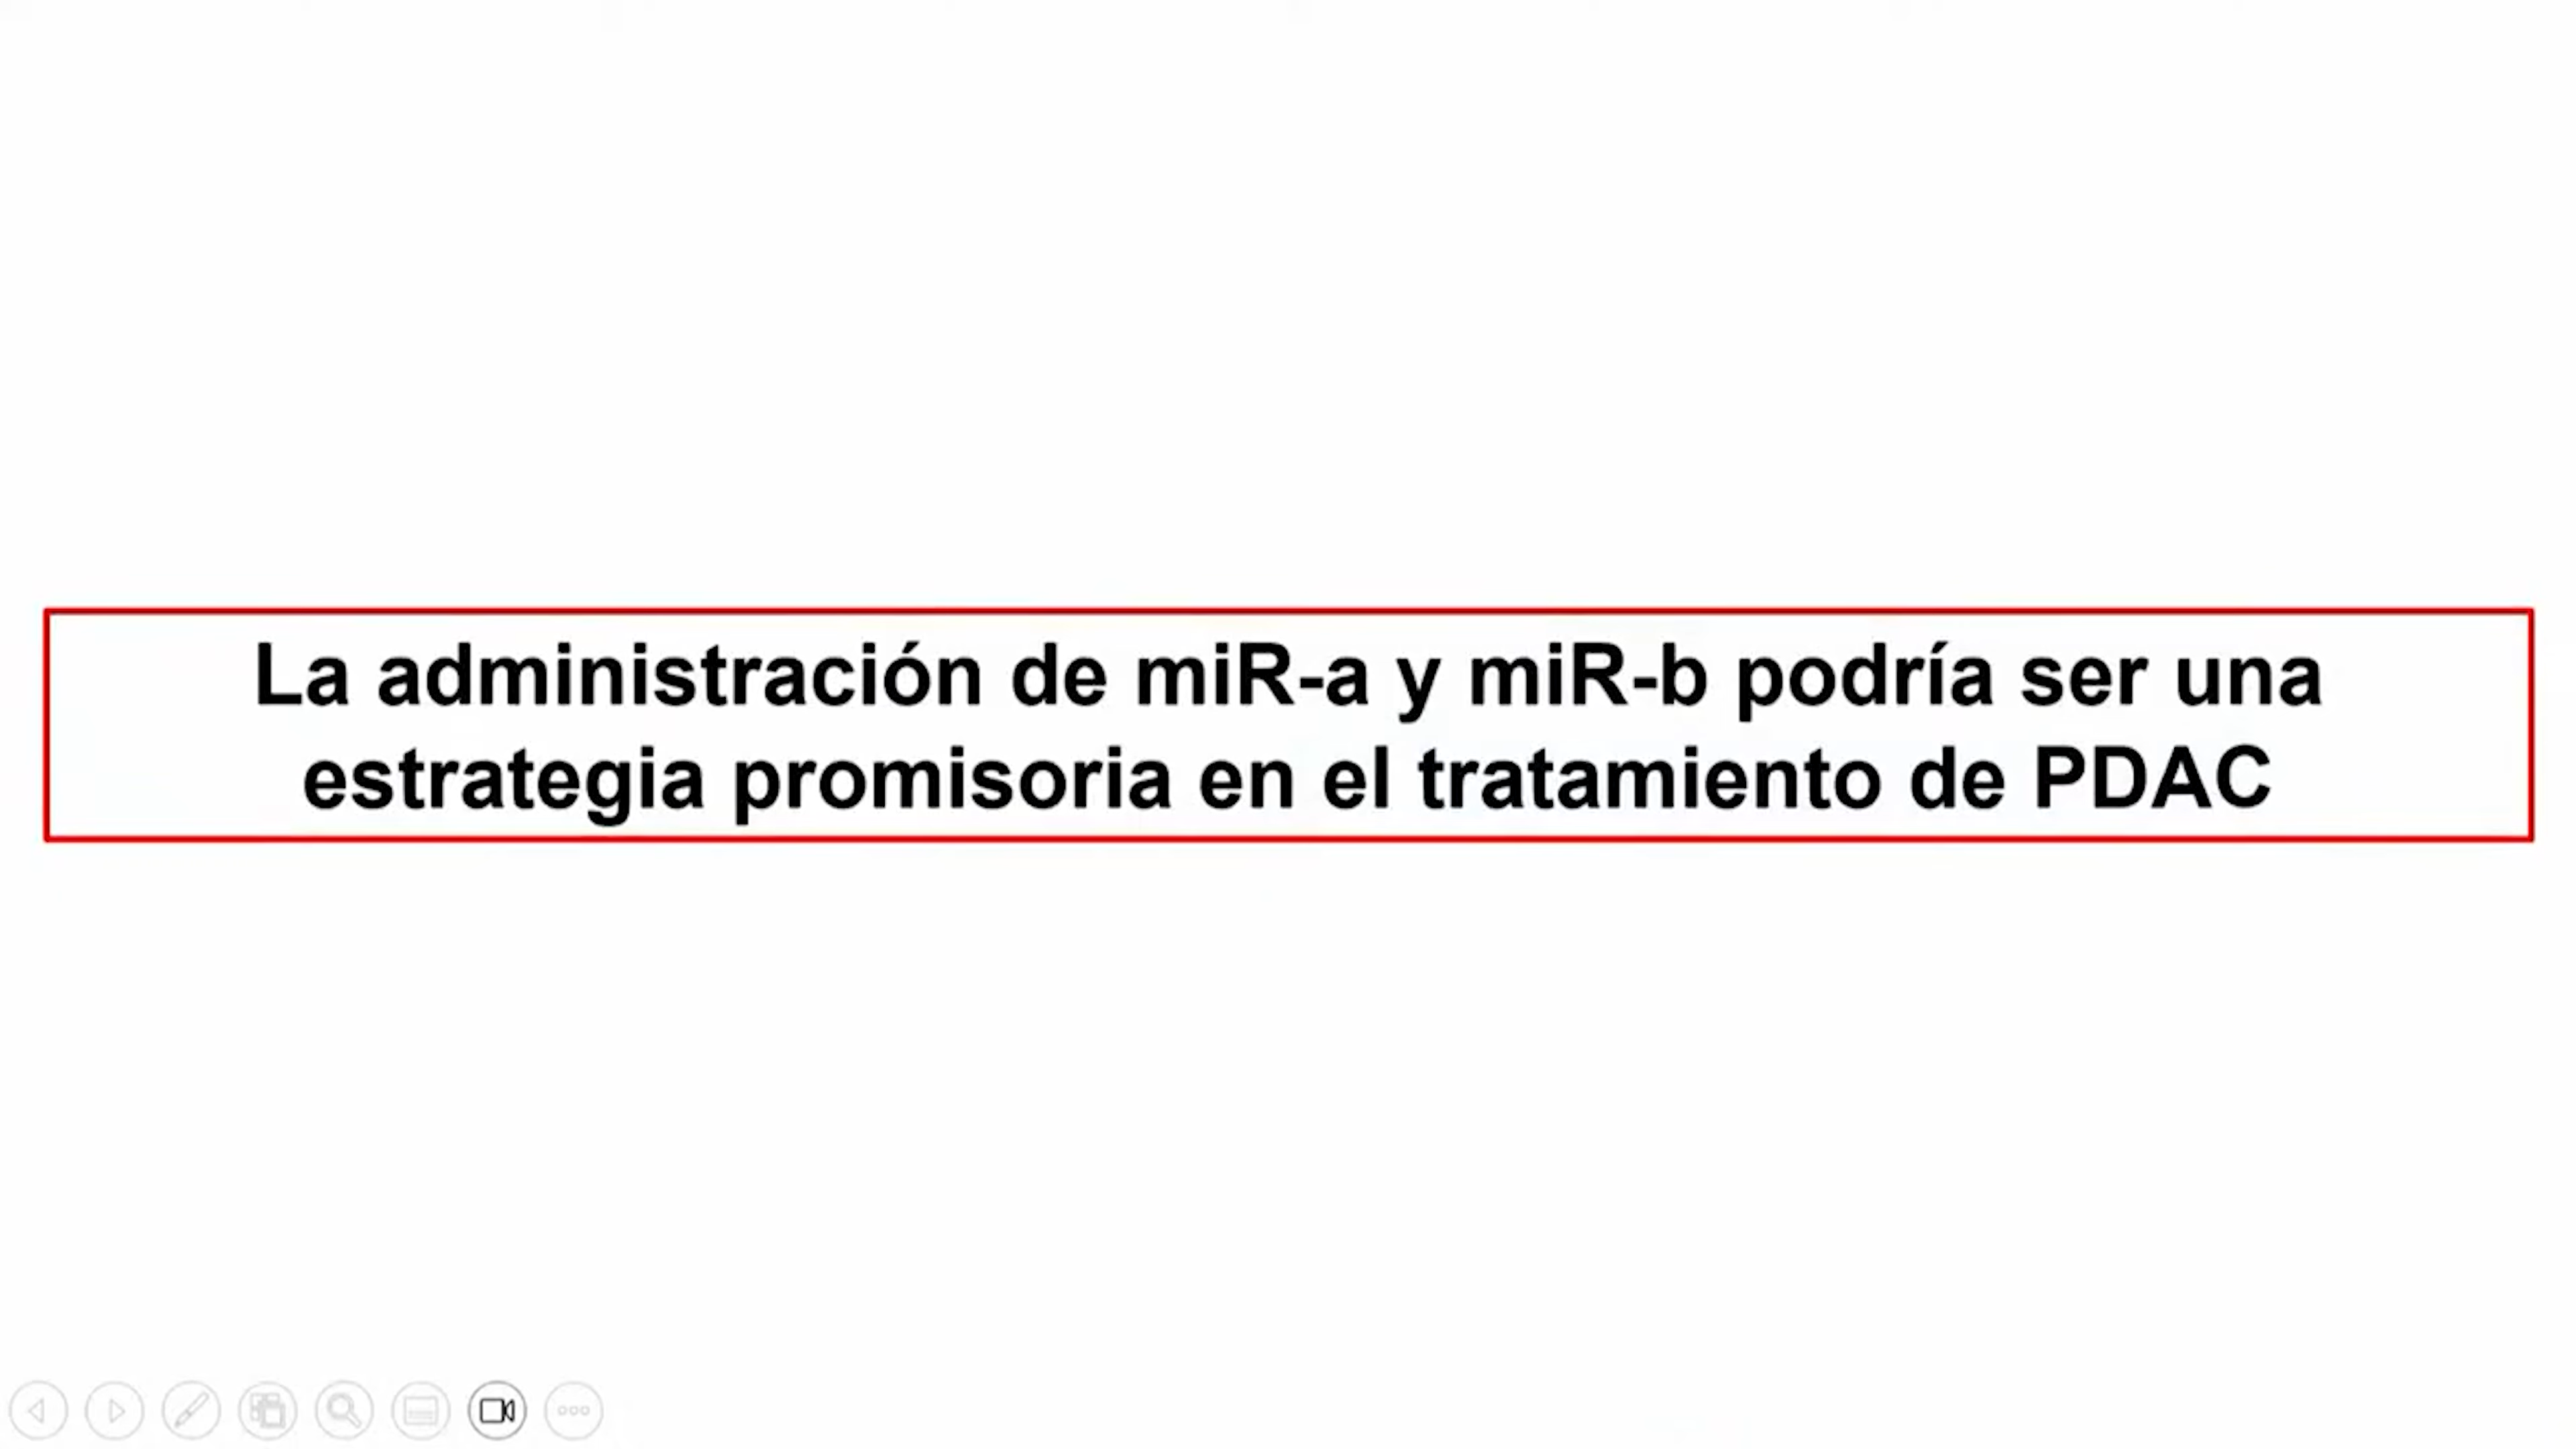 La administración de miR-a y miR-b podría ser una
estrategia promisoria en el tratamiento de PDAC